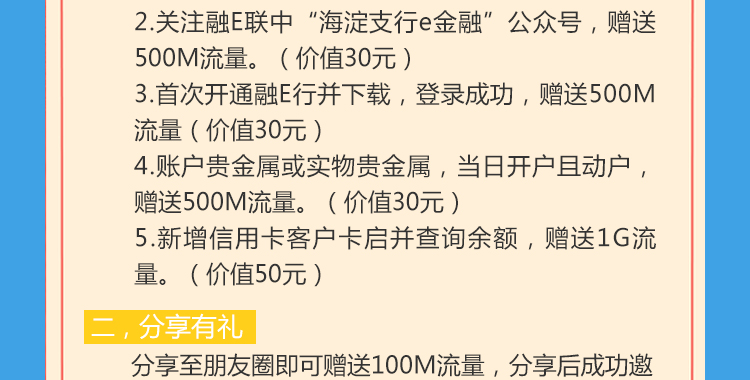 2.关注融E联中“海淀支行e金融”公众号，赠送
500M流量。（价值30元）
3.首次开通融E行并下载，登录成功，赠送500M
流量（价值30元）
4.账户贵金属或实物贵金属，当日开户且动户，
赠送500M流量。（价值30元）
5.新增信用卡客户卡启并查询余额，赠送1G流
量。（价值50元）
二，分享有礼
分享至朋友圈即可赠送100M流量，分享后成功邀